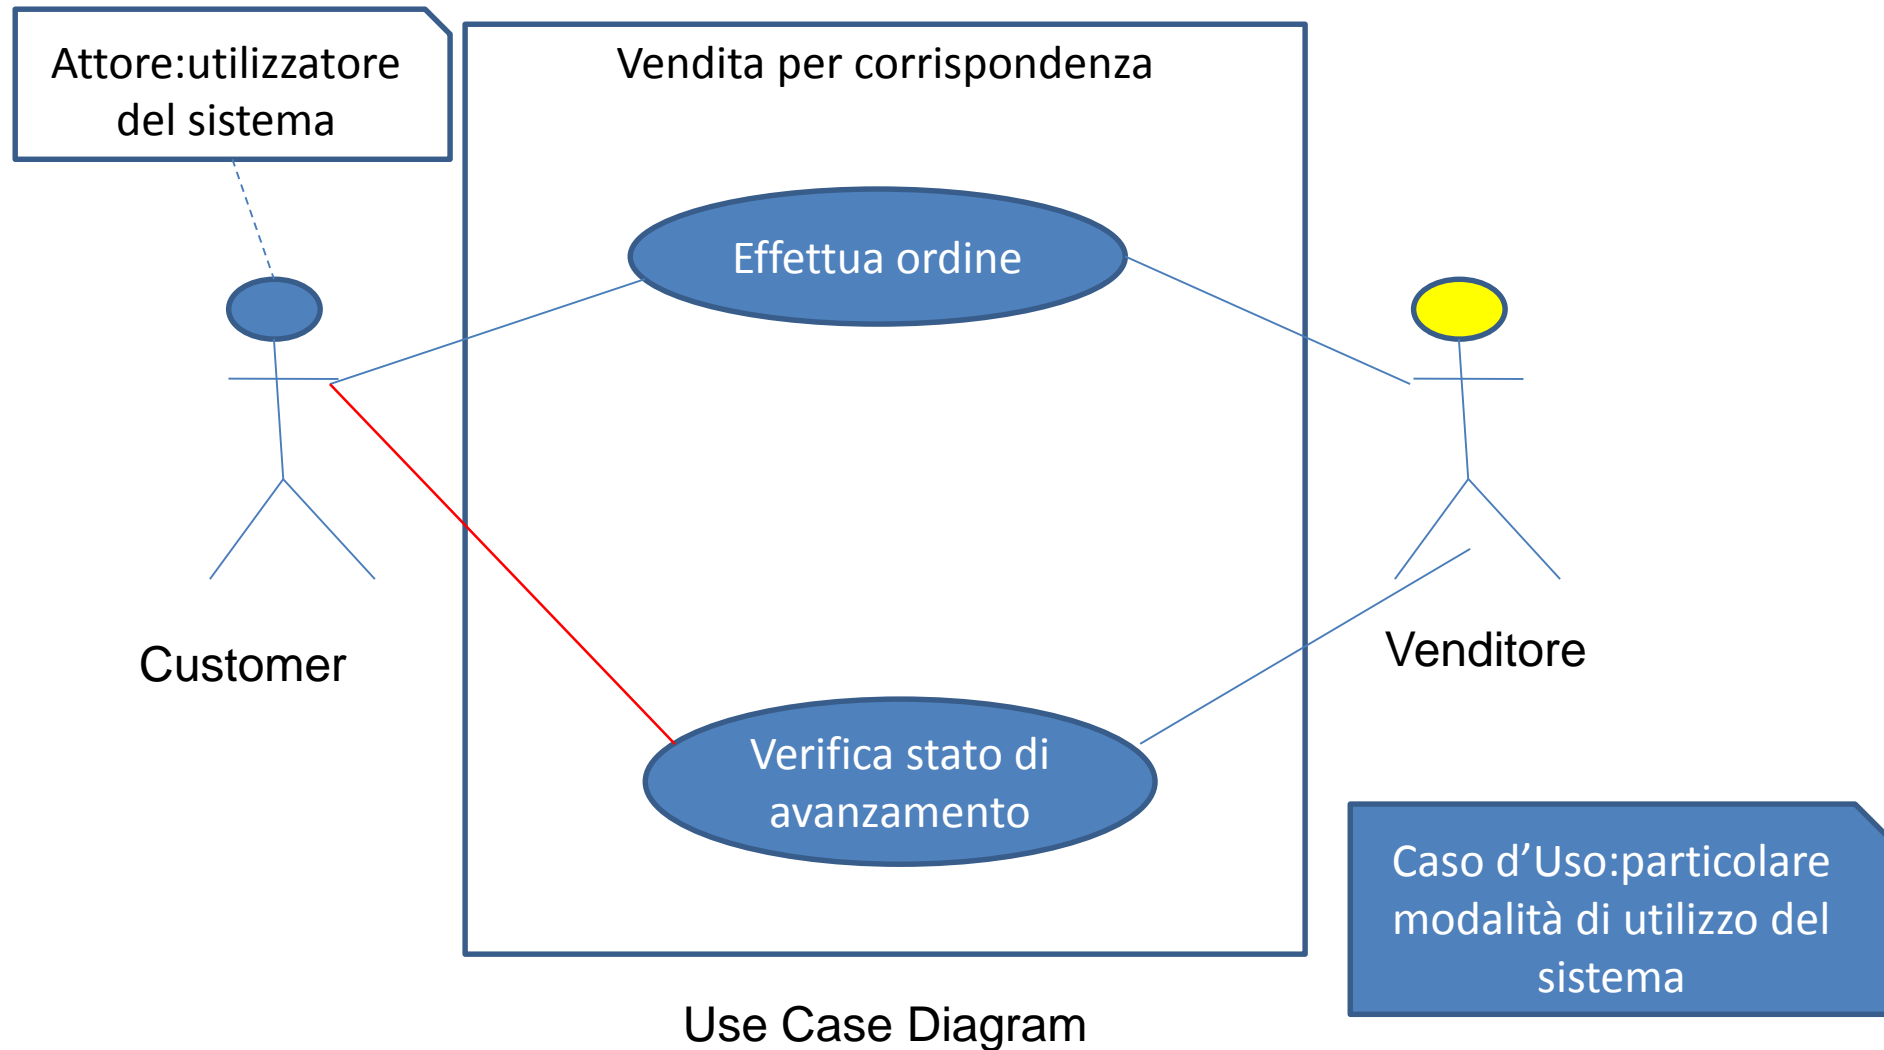 Attore:utilizzatore
del sistema
Vendita per corrispondenza
Effettua ordine
Customer
Venditore
Verifica stato di
avanzamento
Caso d’Uso:particolare
modalità di utilizzo del
sistema
Use Case Diagram